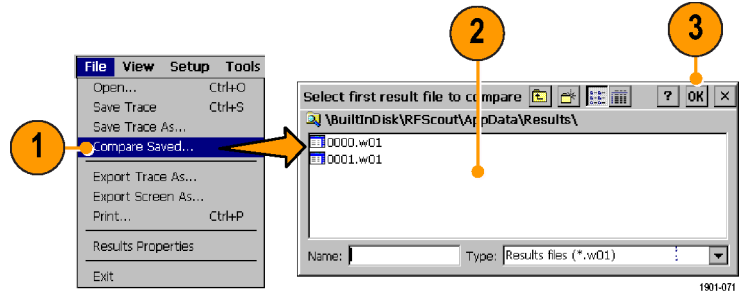 1
2
3
File View Setup Tools
Open... Ctrl+O
Save Trace Ctrl+S
Save Trace As...
Compare Saved...
Export Trace As...
Export Screen As...
Print... Ctrl+P
Results Properties
Exit
Select first result file to compare ? OK ×
\BuiltInDisk\RFScout\AppData\Results\
0000.w01
0001.w01
Name: Type: Results files (*.w01)
1901-071